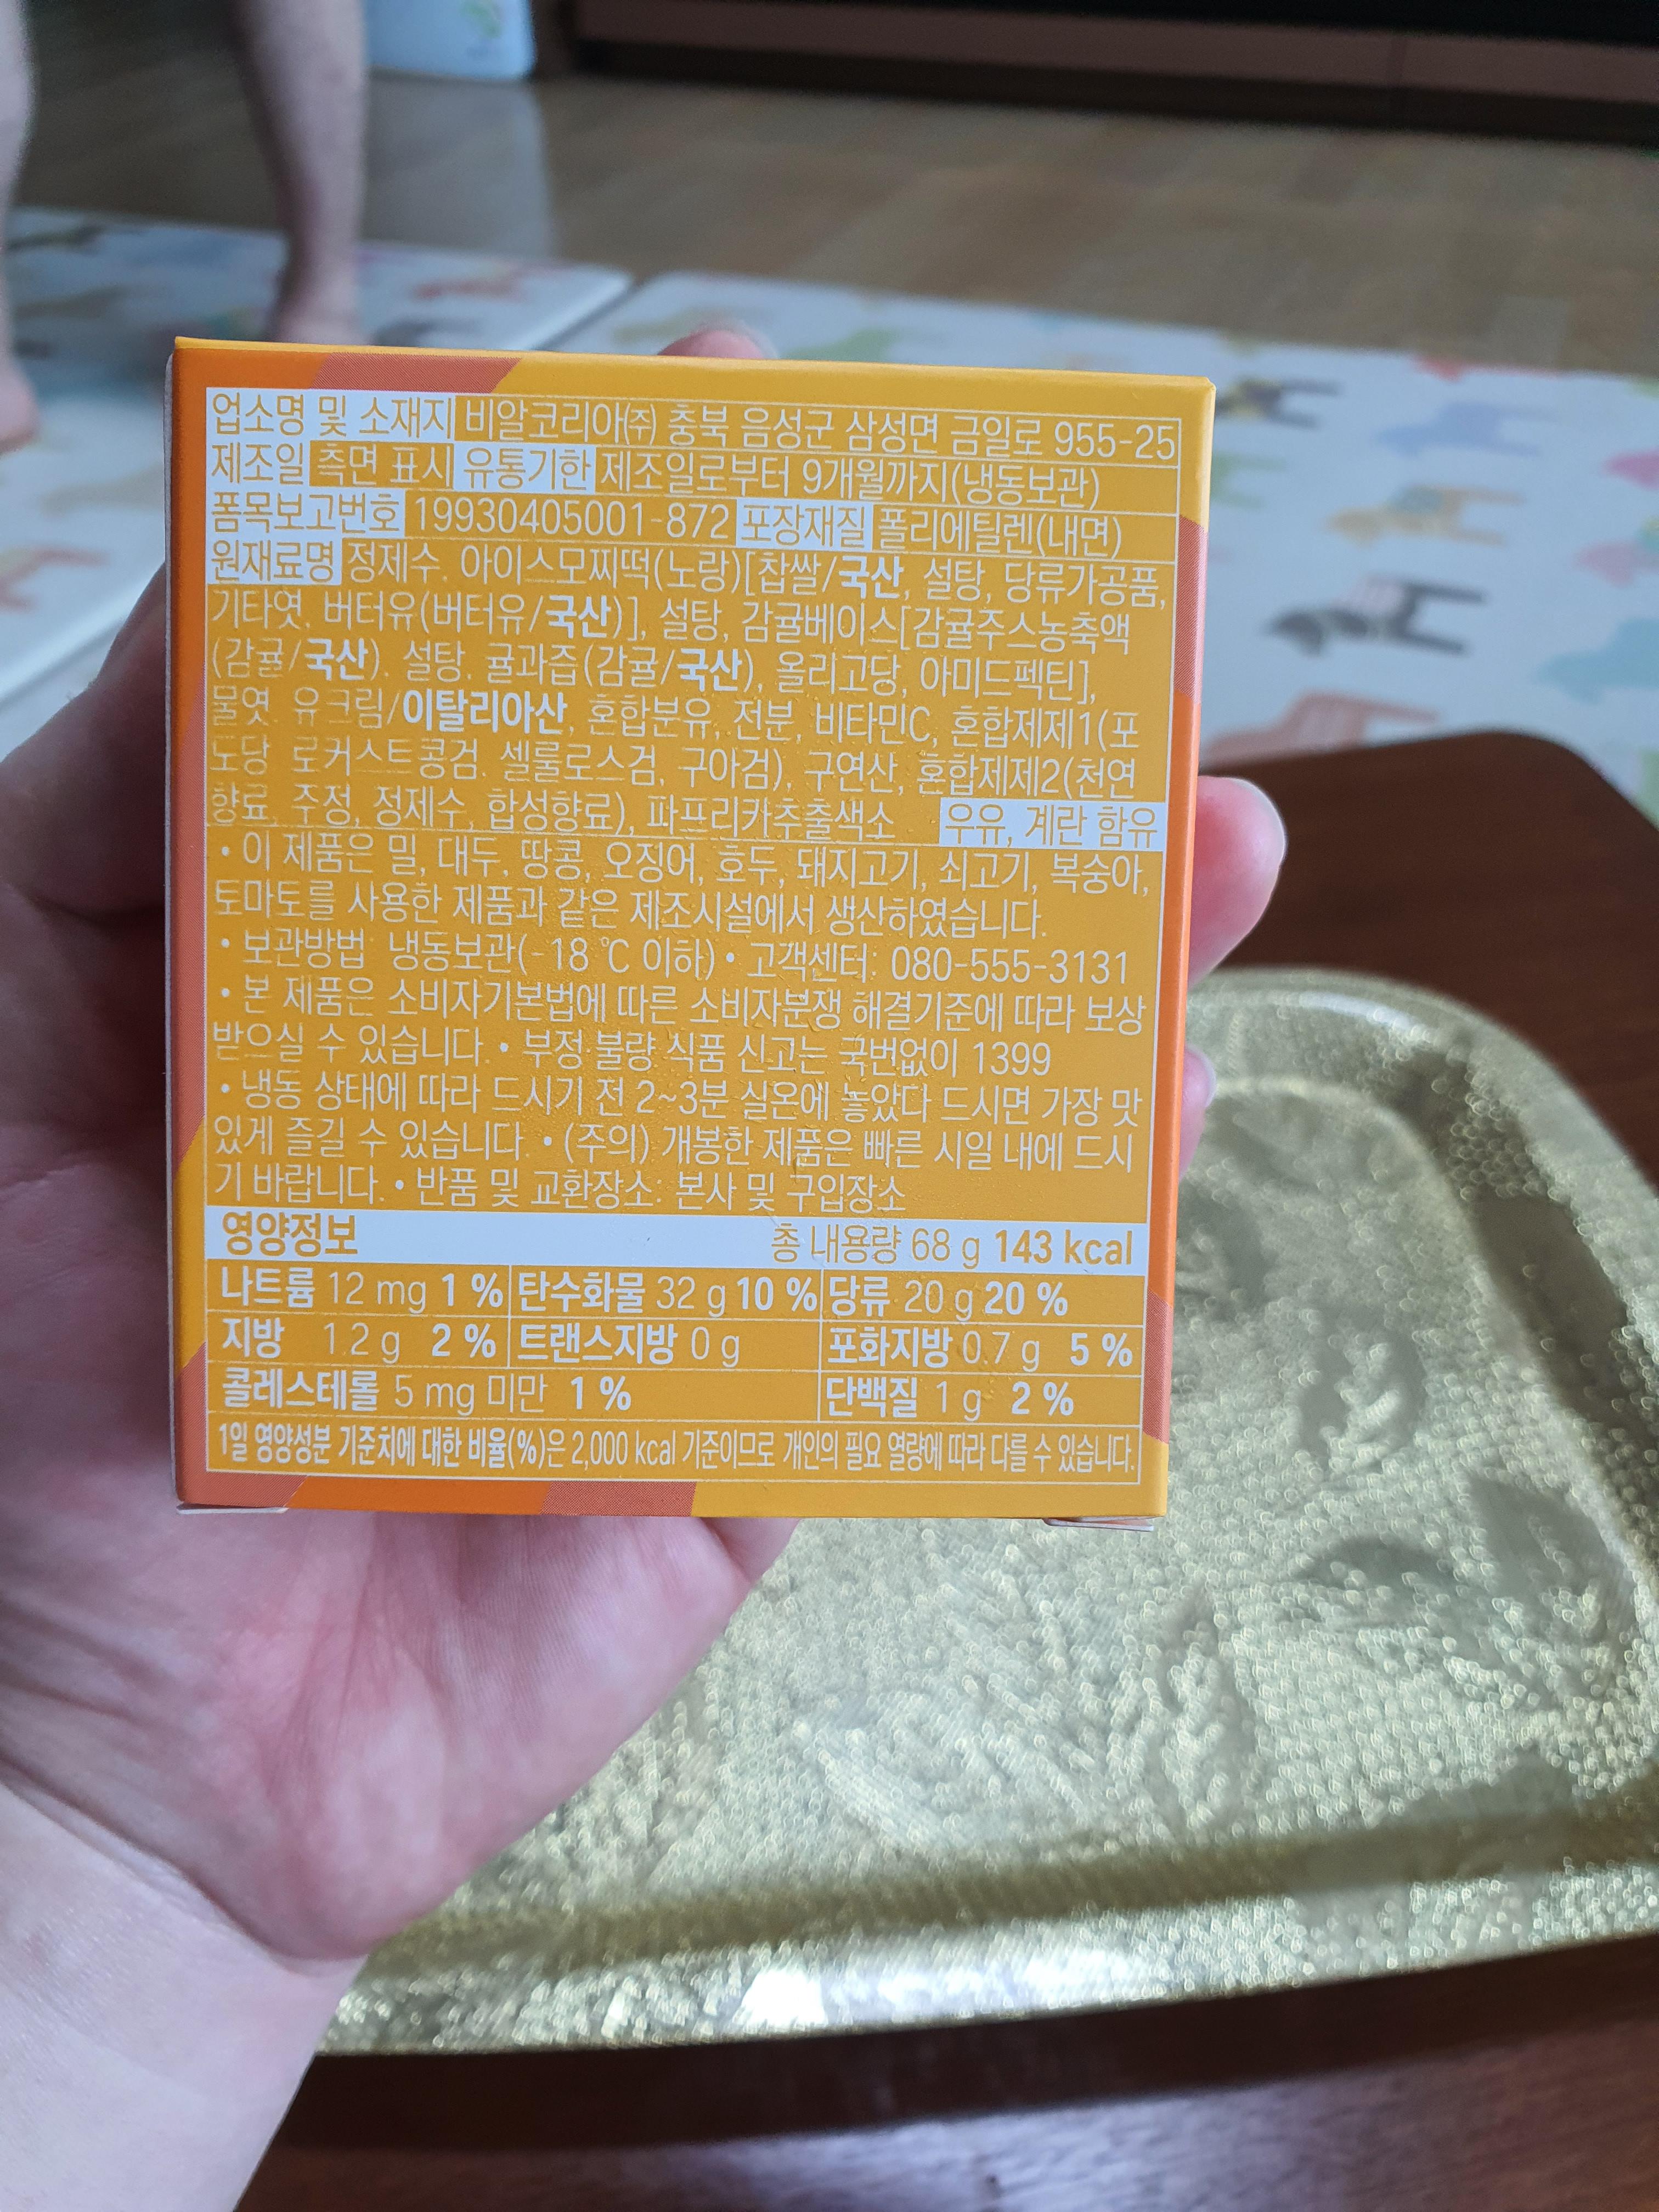 업소명 및 소재지 비알코리아(주) 충북 음성군 삼성면 금일로 955-25
제조일 측면 표시 유통기한 제조일로부터 9개월까지(냉동보관)
품목보고번호 19930405001-872 포장재질 폴리에틸렌(내면)
원재료명 정제수, 아이스모찌떡(노랑)[찹쌀/국산, 설탕, 당류가공품,
기타엿, 버터유(버터유/국산)], 설탕, 감귤베이스[감귤주스농축액
(감귤/국산), 설탕, 귤과즙(감귤/국산), 올리고당, 아미드펙틴],
물엿, 유크림/이탈리아산, 혼합분유, 전분, 비타민C, 혼합제제1(포
도당, 로커스트콩검, 셀룰로스검, 구아검), 구연산, 혼합제제2(천연
향료, 주정, 정제수, 합성향료), 파프리카추출색소 우유, 계란 함유
• 이 제품은 밀, 대두, 땅콩, 오징어, 호두, 돼지고기, 쇠고기, 복숭아,
토마토를 사용한 제품과 같은 제조시설에서 생산하였습니다.
• 보관방법: 냉동보관(-18 ℃ 이하) • 고객센터: 080-555-3131
• 본 제품은 소비자기본법에 따른 소비자분쟁 해결기준에 따라 보상
받으실 수 있습니다. • 부정·불량 식품 신고는 국번없이 1399
• 냉동 상태에 따라 드시기 전 2~3분 실온에 놓았다 드시면 가장 맛
있게 즐길 수 있습니다. • (주의) 개봉한 제품은 빠른 시일 내에 드시
기 바랍니다. • 반품 및 교환장소: 본사 및 구입장소
영양정보 총 내용량 68 g 143 kcal
나트륨 12 mg 1 % 탄수화물 32 g 10 % 당류 20 g 20 %
지방 1.2 g 2 % 트랜스지방 0 g 포화지방 0.7 g 5 %
콜레스테롤 5 mg 미만 1 % 단백질 1 g 2 %
1일 영양성분 기준치에 대한 비율(%)은 2,000 kcal 기준이므로 개인의 필요 열량에 따라 다를 수 있습니다.